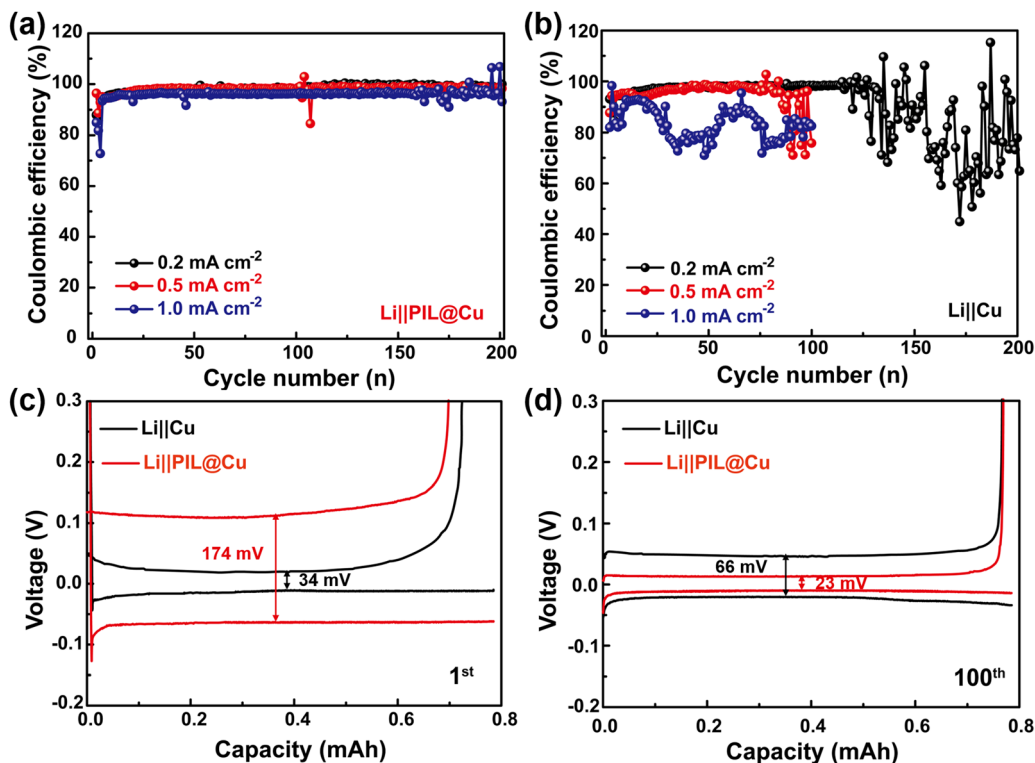 (a)
Coulombic efficiency (%)
120
100
80
60
40
20
0
0.2 mA cm⁻²
0.5 mA cm⁻²
1.0 mA cm⁻²
Li||PIL@Cu
0 50 100 150 200
Cycle number (n)
(b)
Coulombic efficiency (%)
120
100
80
60
40
20
0
0.2 mA cm⁻²
0.5 mA cm⁻²
1.0 mA cm⁻²
Li||Cu
0 50 100 150 200
Cycle number (n)
(c)
Voltage (V)
0.3
0.2
0.1
0.0
-0.1
-0.2
Li||Cu
Li||PIL@Cu
174 mV
34 mV
1ˢᵗ
0.0 0.2 0.4 0.6 0.8
Capacity (mAh)
(d)
Voltage (V)
0.3
0.2
0.1
0.0
-0.1
-0.2
Li||Cu
Li||PIL@Cu
66 mV
23 mV
100ᵗʰ
0.0 0.2 0.4 0.6 0.8
Capacity (mAh)